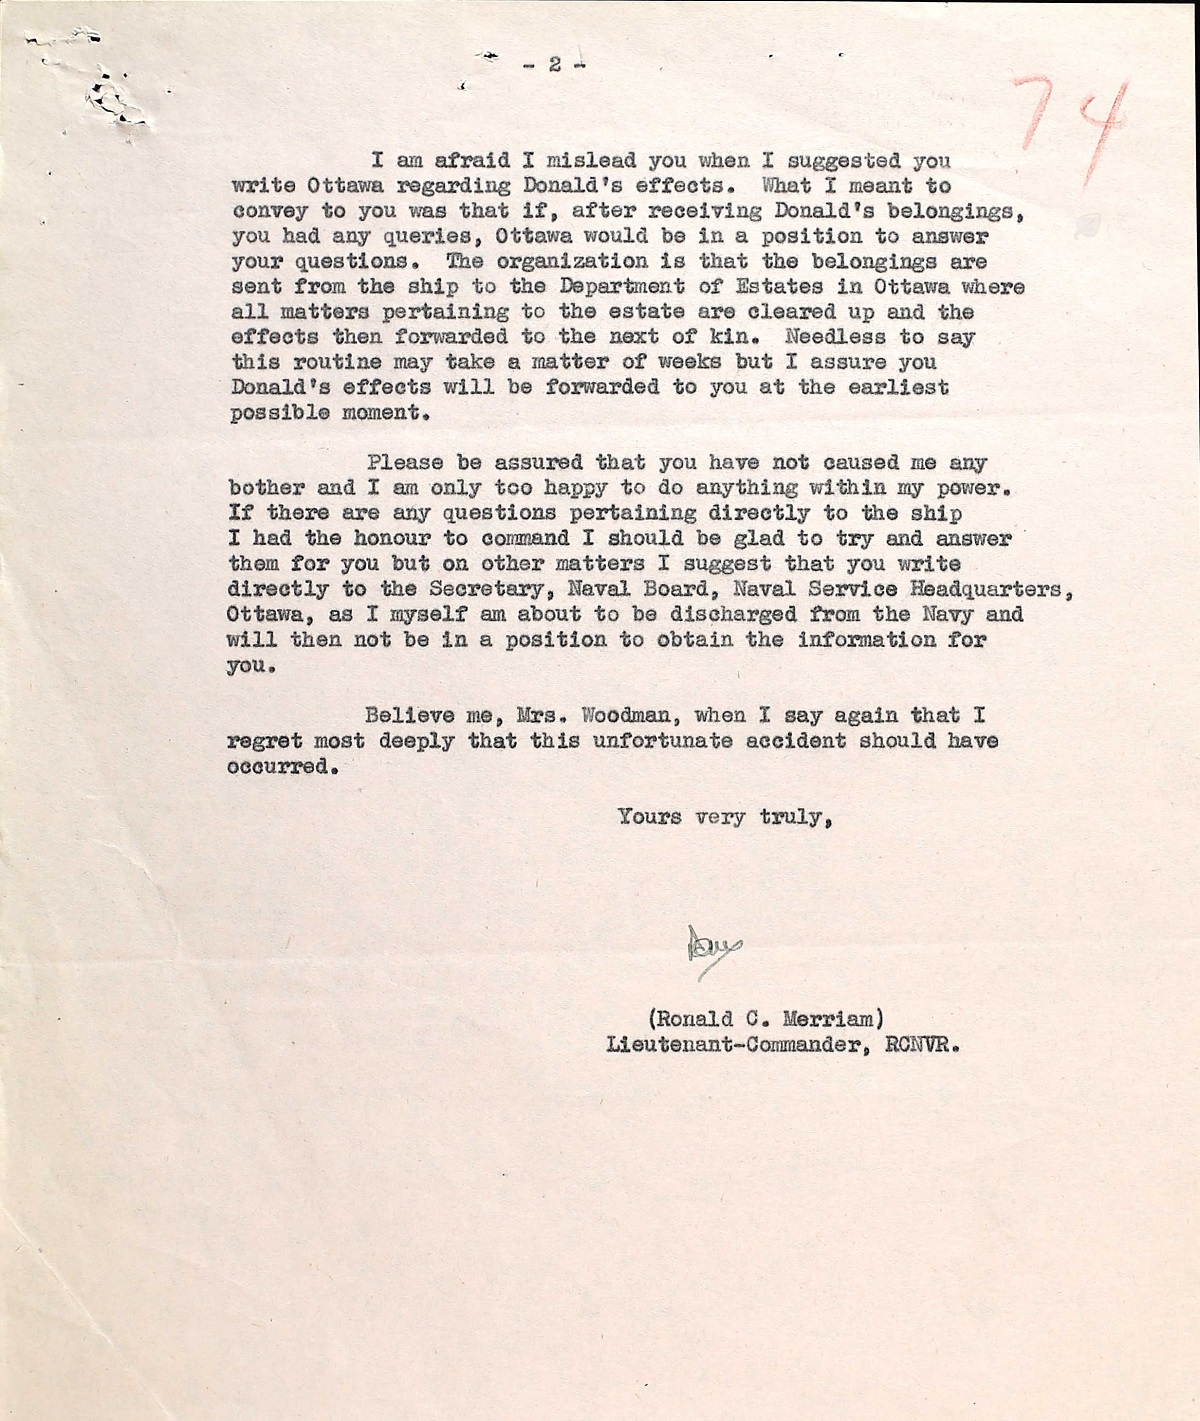 - 2 -
74
I am afraid I mislead you when I suggested you
write Ottawa regarding Donald's effects. What I meant to
convey to you was that if, after receiving Donald's belongings,
you had any queries, Ottawa would be in a position to answer
your questions. The organization is that the belongings are
sent from the ship to the Department of Estates in Ottawa where
all matters pertaining to the estate are cleared up and the
effects then forwarded to the next of kin. Needless to say
this routine may take a matter of weeks but I assure you
Donald's effects will be forwarded to you at the earliest
possible moment.
Please be assured that you have not caused me any
bother and I am only too happy to do anything within my power.
If there are any questions pertaining directly to the ship
I had the honour to command I should be glad to try and answer
them for you but on other matters I suggest that you write
directly to the Secretary, Naval Board, Naval Service Headquarters,
Ottawa, as I myself am about to be discharged from the Navy and
will then not be in a position to obtain the information for
you.
Believe me, Mrs. Woodman, when I say again that I
regret most deeply that this unfortunate accident should have
occurred.
Yours very truly,
(Ronald C. Merriam)
Lieutenant-Commander, RCNVR.